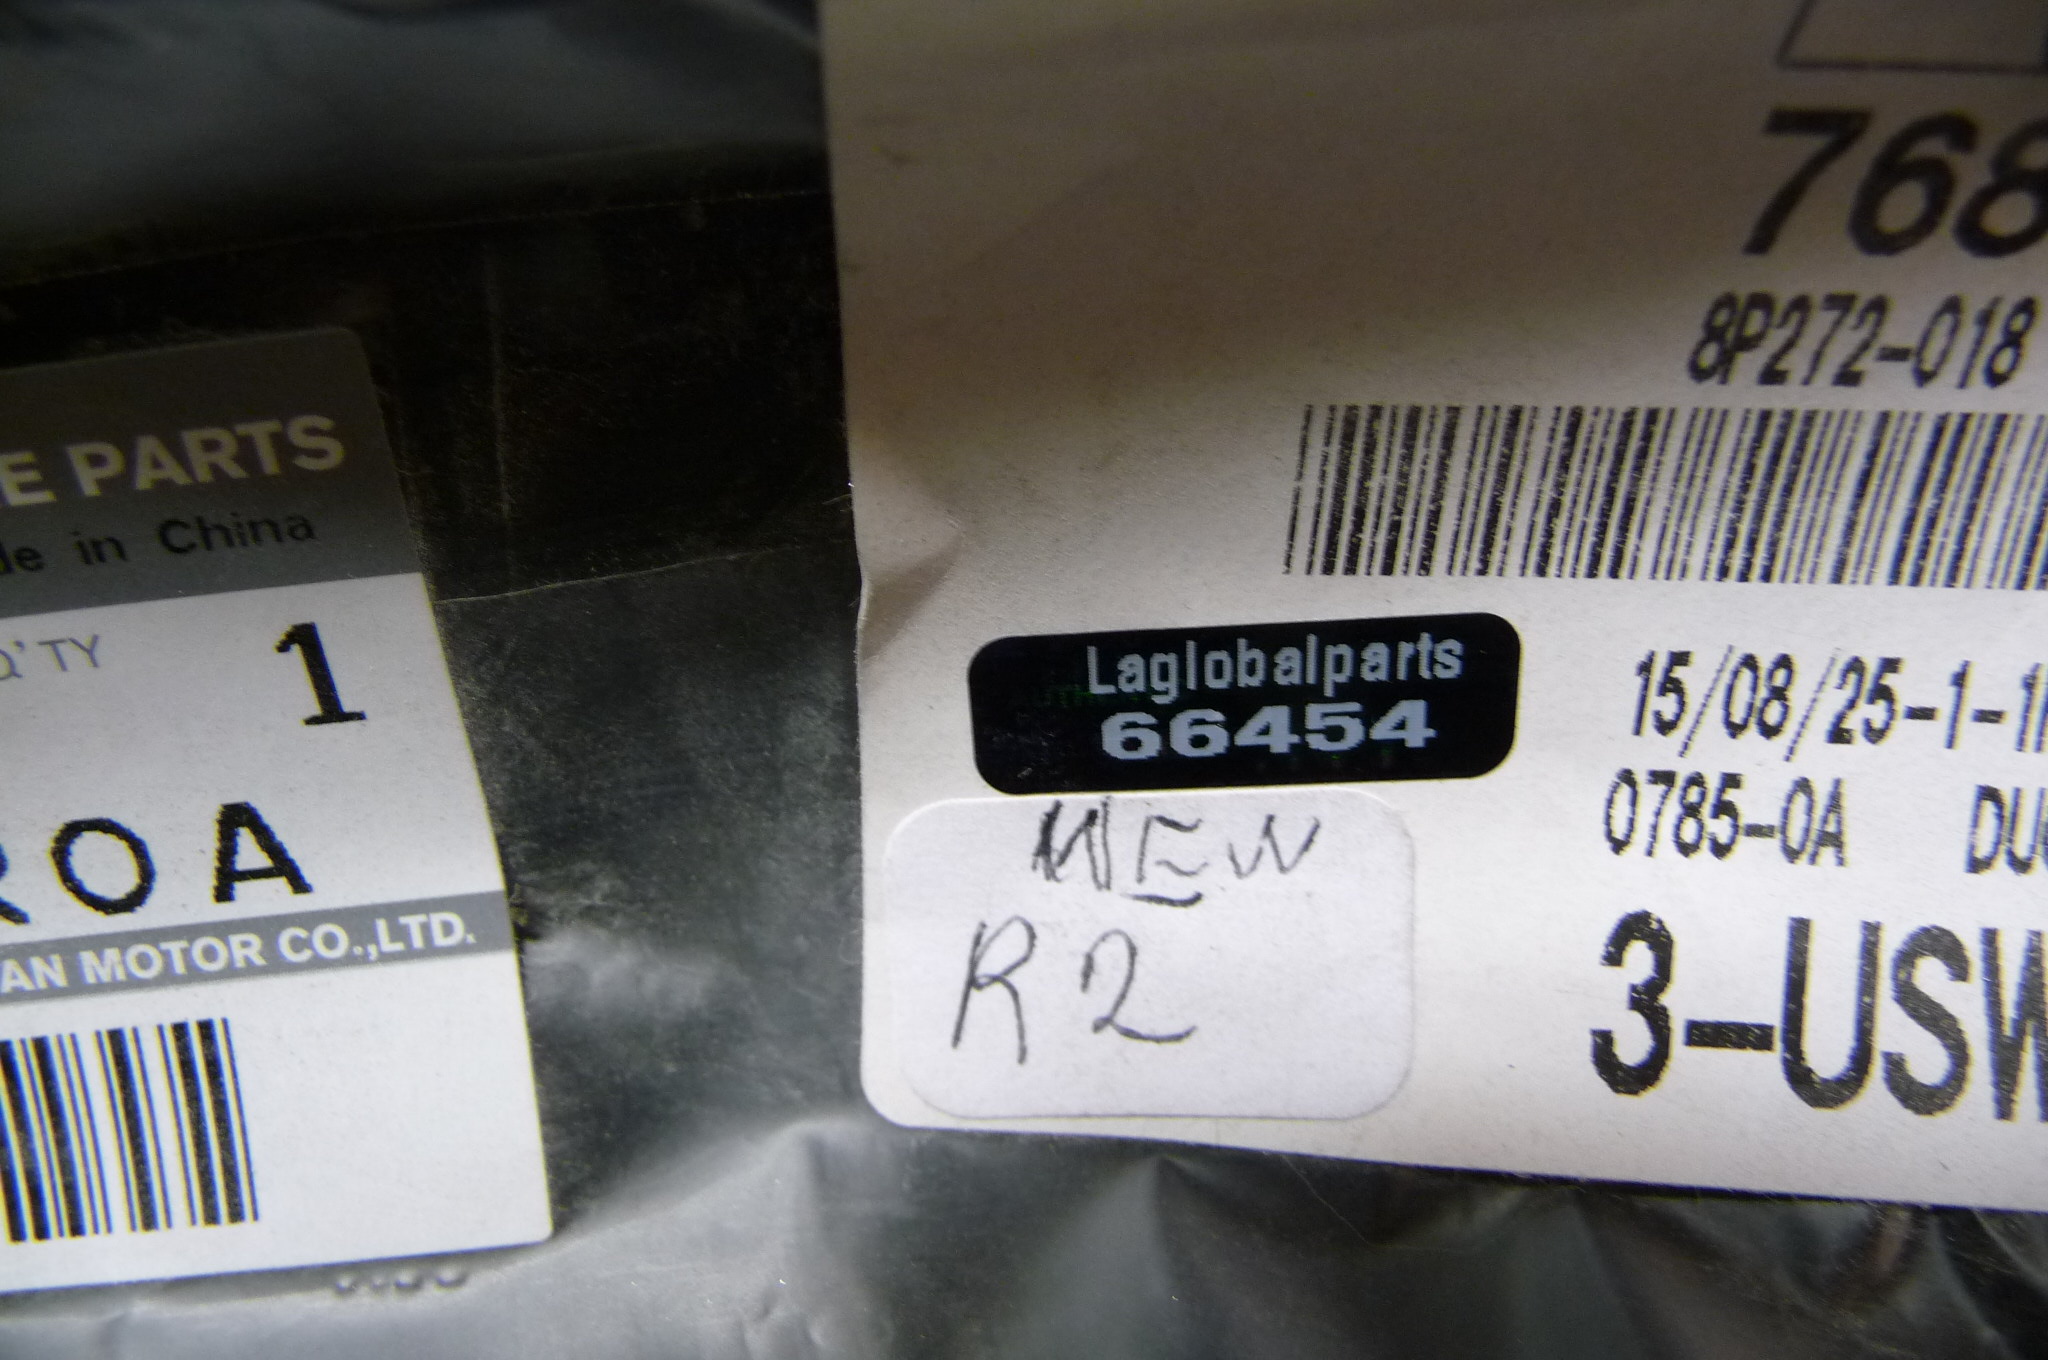 E PARTS
de in China
Q'TY 1
ROA
AN MOTOR CO.,LTD.
768
8P272-018
Laglobalparts
66454
NEW
R2
15/08/25-1-1
0785-0A DU
3-USW